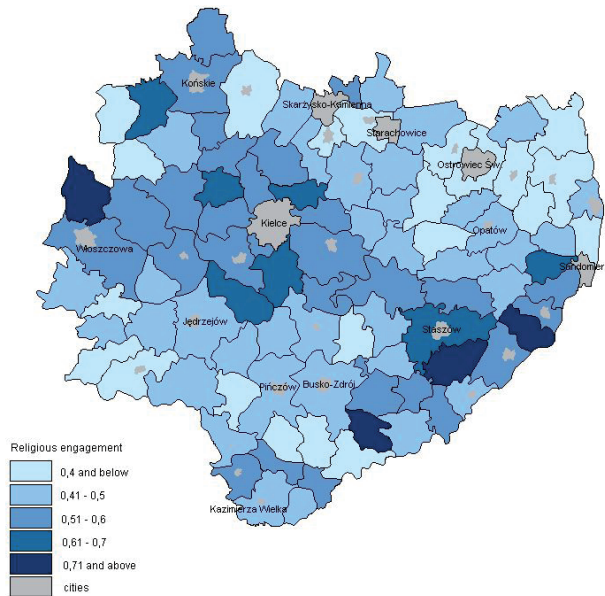 Końskie
Skarżysko-Kamienna
Starachowice
Ostrowiec Św.
Kielce
Opatów
Włoszczowa
Sandomierz
Jędrzejów
Staszów
Pińczów
Busko-Zdrój
Kazimierza Wielka
Religious engagement
0,4 and below
0,41 - 0,5
0,51 - 0,6
0,61 - 0,7
0,71 and above
cities